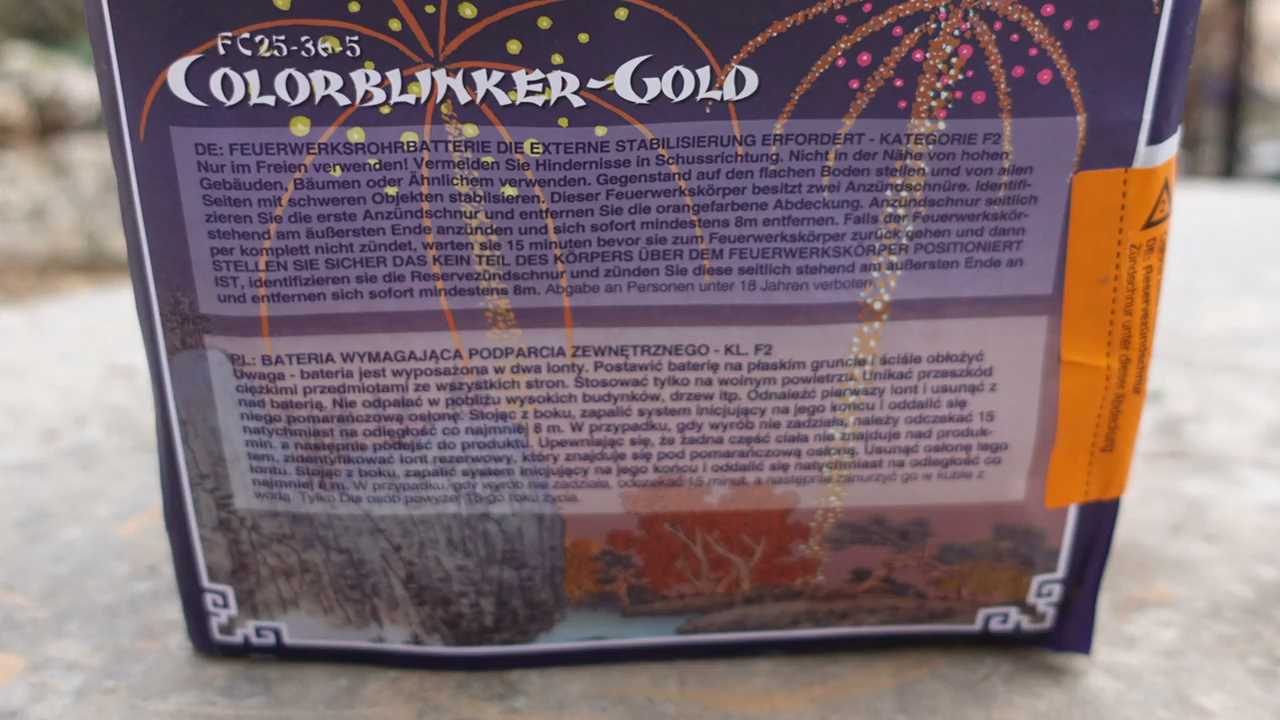 FC25-36-5
COLORBLINKER-GOLD
DE: FEUERWERKSROHRBATTERIE DIE EXTERNE STABILISIERUNG ERFORDERT - KATEGORIE F2
Nur im Freien verwenden! Vermeiden Sie Hindernisse in Schussrichtung. Nicht in der Nähe von hohen
Gebäuden, Bäumen oder Ähnlichem verwenden. Gegenstand auf den flachen Boden stellen und von allen
Seiten mit schweren Objekten stabilisieren. Dieser Feuerwerkskörper besitzt zwei Anzündschnüre. Identifi-
zieren Sie die erste Anzündschnur und entfernen Sie die orangefarbene Abdeckung. Anzündschnur seitlich
stehend am äußersten Ende anzünden und sich sofort mindestens 8m entfernen. Falls der Feuerwerkskör-
per komplett nicht zündet, warten sie 15 minuten bevor sie zum Feuerwerkskörper zurück gehen und dann
STELLEN SIE SICHER DAS KEIN TEIL DES KÖRPERS ÜBER DEM FEUERWERKSKÖRPER POSITIONIERT
IST, identifizieren sie die Reservezündschnur und zünden Sie diese seitlich stehend am äußersten Ende an
und entfernen sich sofort mindestens 8m. Abgabe an Personen unter 18 Jahren verboten.
PL: BATERIA WYMAGAJĄCA PODPARCIA ZEWNĘTRZNEGO - KL. F2
Uwaga - bateria jest wyposażona w dwa lonty. Postawić baterię na płaskim gruncie i ściśle obłożyć
ciężkimi przedmiotami ze wszystkich stron. Stosować tylko na wolnym powietrzu. Unikać przeszkód
nad baterią. Nie odpalać w pobliżu wysokich budynków, drzew itp. Odnaleźć pierwszy lont i usunąć z
niego pomarańczową osłonę. Stojąc z boku, zapalić system inicjujący na jego końcu i oddalić się
natychmiast na odległość co najmniej 8 m. W przypadku, gdy wyrób nie zadziała, należy odczekać 15
min. a następnie podejść do produktu. Upewniając się, że żadna część ciała nie znajduje nad produk-
tem, zidentyfikować lont rezerwowy, który znajduje się pod pomarańczową osłoną. Usunąć osłonę tego
lontu. Stojąc z boku, zapalić system inicjujący na jego końcu i oddalić się natychmiast na odległość co
najmniej 8 m. W przypadku, gdy wyrób nie zadziała, odczekać 15 minut, a następnie zanurzyć go w kuble z
wodą. Tylko Dla osób powyżej 18-go roku życia.
DE: Reservezündschnur
Zündschnur unter dieser Abdeckung